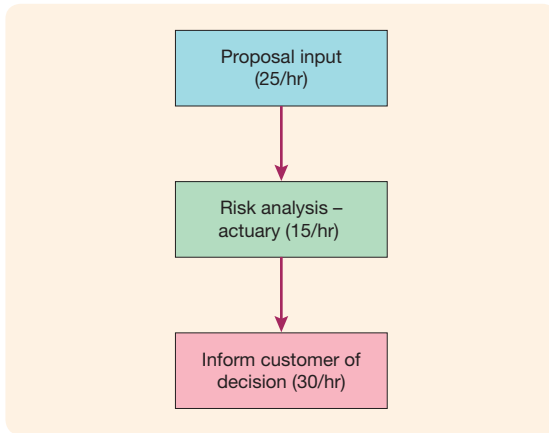 Proposal input
(25/hr)
Risk analysis –
actuary (15/hr)
Inform customer of
decision (30/hr)